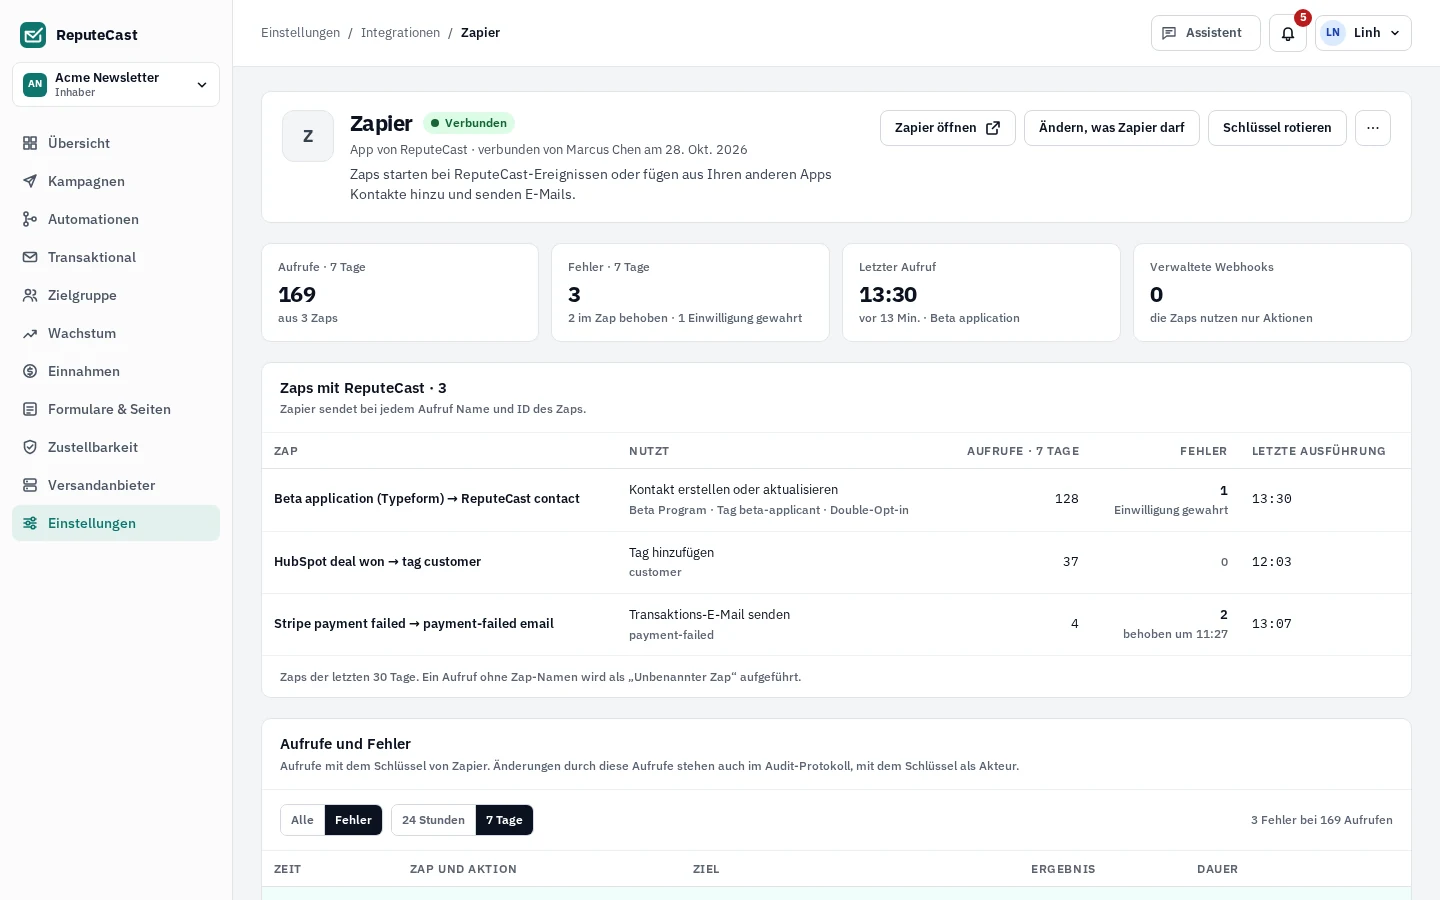 ReputeCast
AN
Acme Newsletter
Inhaber
Übersicht
Kampagnen
Automationen
Transaktional
Zielgruppe
Wachstum
Einnahmen
Formulare & Seiten
Zustellbarkeit
Versandanbieter
Einstellungen
Einstellungen / Integrationen / Zapier
Assistent
5
LN Linh
Z
Zapier
Verbunden
App von ReputeCast · verbunden von Marcus Chen am 28. Okt. 2026
Zaps starten bei ReputeCast-Ereignissen oder fügen aus Ihren anderen Apps
Kontakte hinzu und senden E-Mails.
Zapier öffnen
Ändern, was Zapier darf
Schlüssel rotieren
···
Aufrufe · 7 Tage
169
aus 3 Zaps
Fehler · 7 Tage
3
2 im Zap behoben · 1 Einwilligung gewahrt
Letzter Aufruf
13:30
vor 13 Min. · Beta application
Verwaltete Webhooks
0
die Zaps nutzen nur Aktionen
Zaps mit ReputeCast · 3
Zapier sendet bei jedem Aufruf Name und ID des Zaps.
ZAP NUTZT AUFRUFE · 7 TAGE FEHLER LETZTE AUSFÜHRUNG
Beta application (Typeform) → ReputeCast contact
Kontakt erstellen oder aktualisieren
Beta Program · Tag beta-applicant · Double-Opt-in
128
1
Einwilligung gewahrt
13:30
HubSpot deal won → tag customer
Tag hinzufügen
customer
37
0
12:03
Stripe payment failed → payment-failed email
Transaktions-E-Mail senden
payment-failed
4
2
behoben um 11:27
13:07
Zaps der letzten 30 Tage. Ein Aufruf ohne Zap-Namen wird als „Unbenannter Zap“ aufgeführt.
Aufrufe und Fehler
Aufrufe mit dem Schlüssel von Zapier. Änderungen durch diese Aufrufe stehen auch im Audit-Protokoll, mit dem Schlüssel als Akteur.
Alle Fehler 24 Stunden 7 Tage
3 Fehler bei 169 Aufrufen
ZEIT ZAP UND AKTION ZIEL ERGEBNIS DAUER